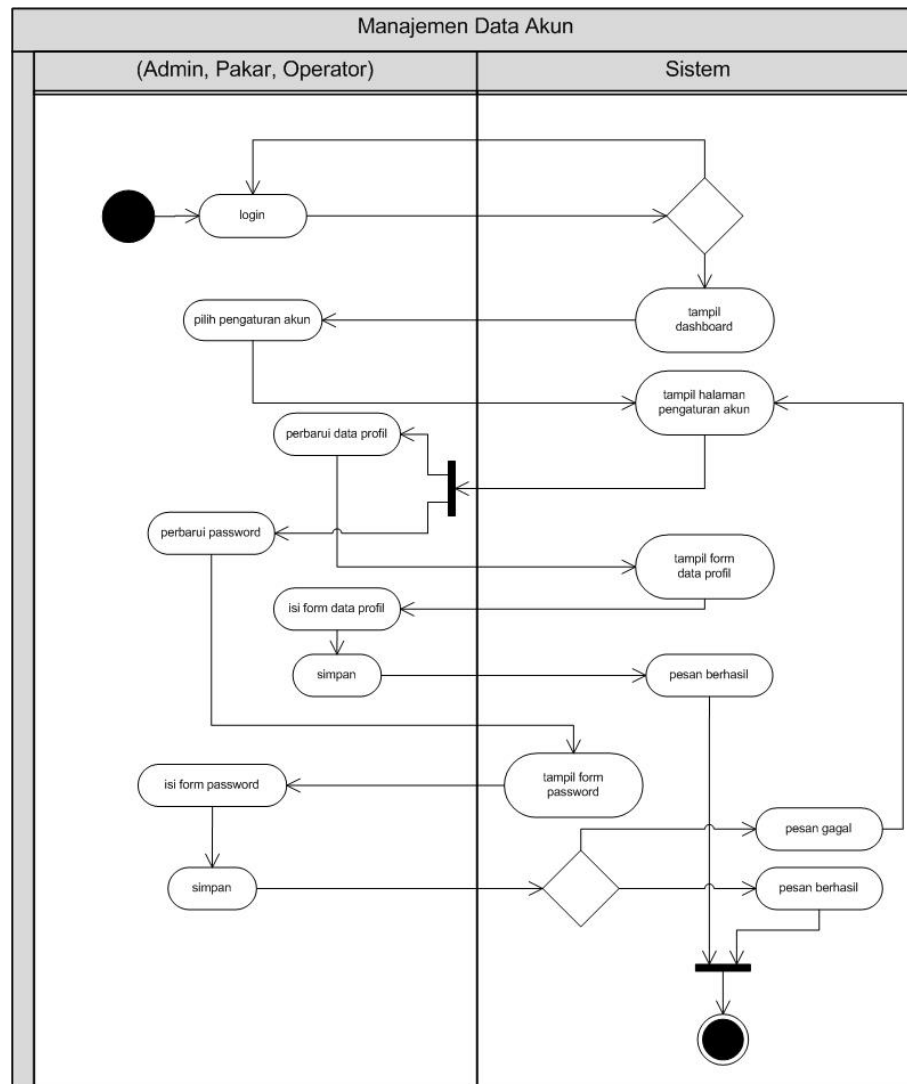 Manajemen Data Akun
(Admin, Pakar, Operator)
Sistem
login
pilih pengaturan akun
tampil
dashboard
tampil halaman
pengaturan akun
perbarui data profil
perbarui password
tampil form
data profil
isi form data profil
simpan
pesan berhasil
tampil form
password
isi form password
pesan gagal
simpan
pesan berhasil